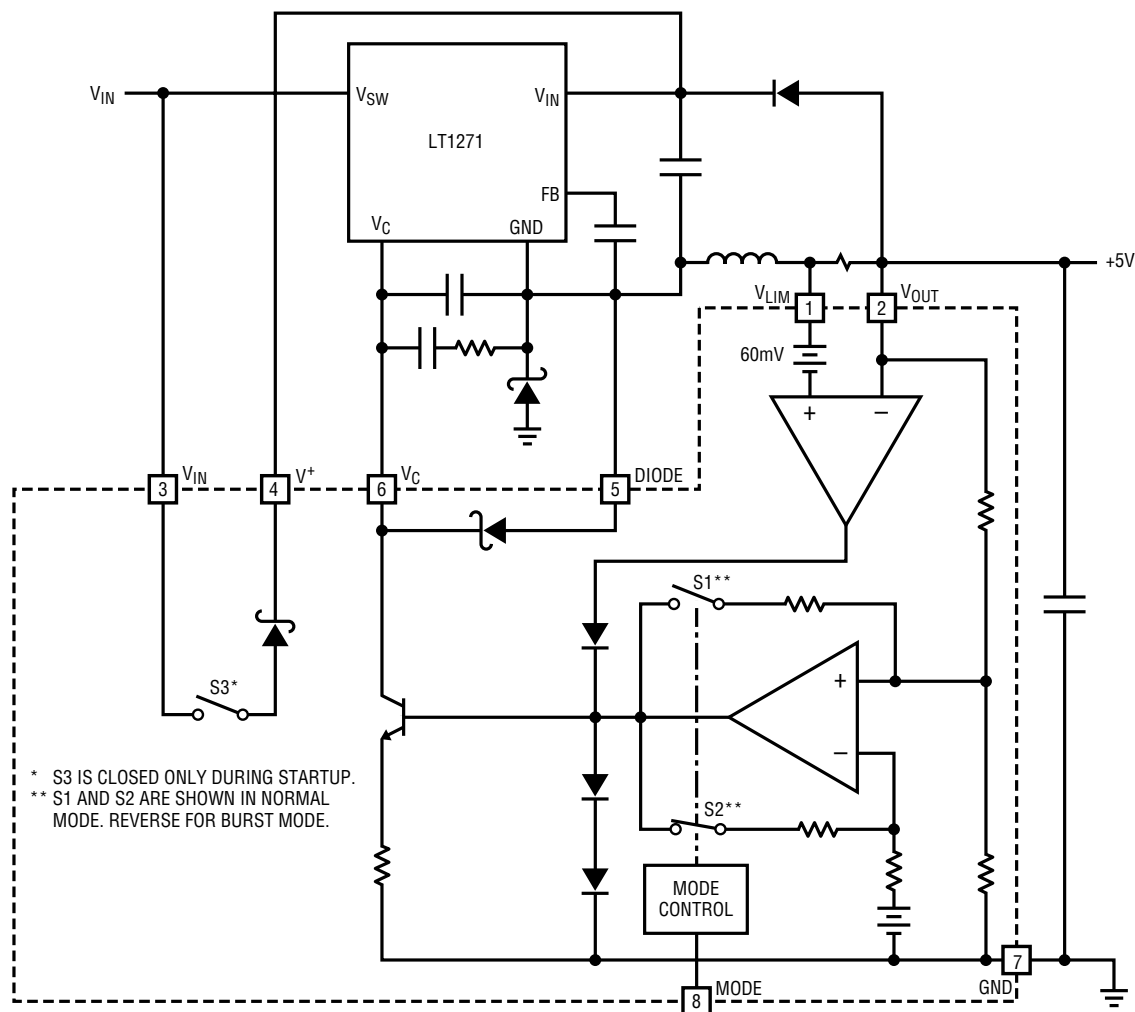 V_IN
V_SW
V_IN
LT1271
FB
V_C
GND
+5V
V_LIM
V_OUT
1
2
60mV
+
–
V_IN
V+
V_C
DIODE
3
4
6
5
S1**
S3*
+
–
* S3 IS CLOSED ONLY DURING STARTUP.
** S1 AND S2 ARE SHOWN IN NORMAL
MODE. REVERSE FOR BURST MODE.
S2**
MODE
CONTROL
7
GND
8
MODE